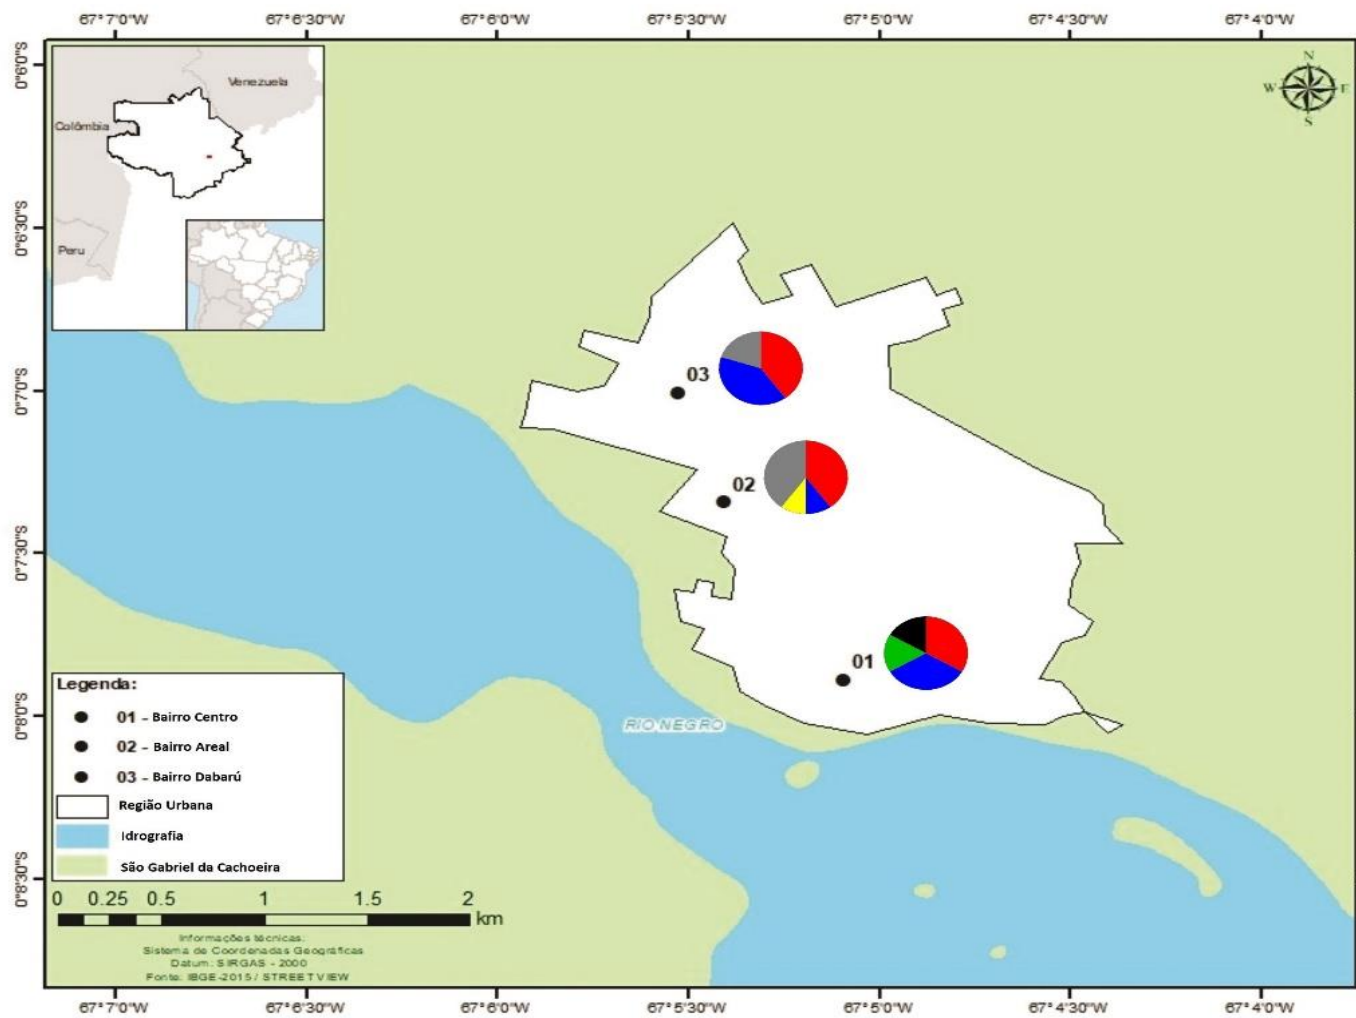 67°7'0"W 67°6'30"W 67°6'0"W 67°5'30"W 67°5'0"W 67°4'30"W 67°4'0"W
0°6'0"S
0°6'30"S
0°7'0"S
0°7'30"S
0°8'0"S
0°8'30"S
Venezuela
Colômbia
Peru
N
W E
S
03
02
01
RIO NEGRO
Legenda:
01 - Bairro Centro
02 - Bairro Areal
03 - Bairro Dabarú
Região Urbana
Idrografia
São Gabriel da Cachoeira
0 0.25 0.5 1 1.5 2
km
Informações técnicas:
Sistema de Coordenadas Geográficas
Datum: SIRGAS - 2000
Fonte: IBGE-2015 / STREET VIEW
67°7'0"W 67°6'30"W 67°6'0"W 67°5'30"W 67°5'0"W 67°4'30"W 67°4'0"W